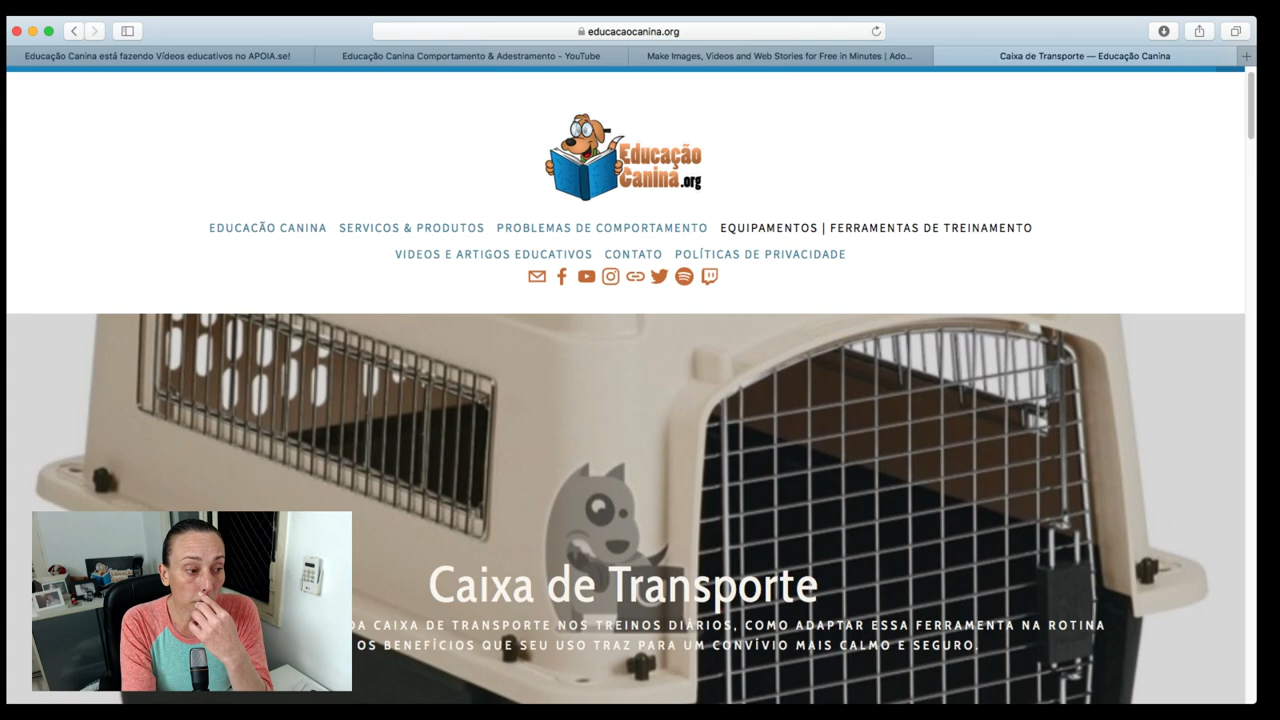 educacaocanina.org
Educação Canina está fazendo Vídeos educativos no APOIA.se!
Educação Canina Comportamento & Adestramento - YouTube
Make Images, Videos and Web Stories for Free in Minutes | Ado...
Caixa de Transporte — Educação Canina
Educação
Canina.org
EDUCACÃO CANINA SERVICOS & PRODUTOS PROBLEMAS DE COMPORTAMENTO EQUIPAMENTOS | FERRAMENTAS DE TREINAMENTO
VIDEOS E ARTIGOS EDUCATIVOS CONTATO POLÍTICAS DE PRIVACIDADE
Caixa de Transporte
DA CAIXA DE TRANSPORTE NOS TREINOS DIÁRIOS, COMO ADAPTAR ESSA FERRAMENTA NA ROTINA
OS BENEFÍCIOS QUE SEU USO TRAZ PARA UM CONVÍVIO MAIS CALMO E SEGURO.